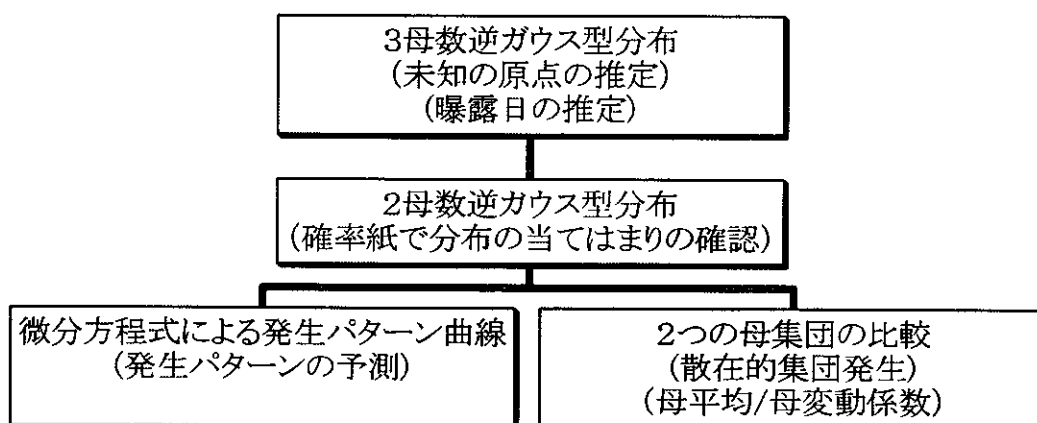 3母数逆ガウス型分布
(未知の原点の推定)
(曝露日の推定)
2母数逆ガウス型分布
(確率紙で分布の当てはまりの確認)
微分方程式による発生パターン曲線
(発生パターンの予測)
2つの母集団の比較
(散在的集団発生)
(母平均/母変動係数)